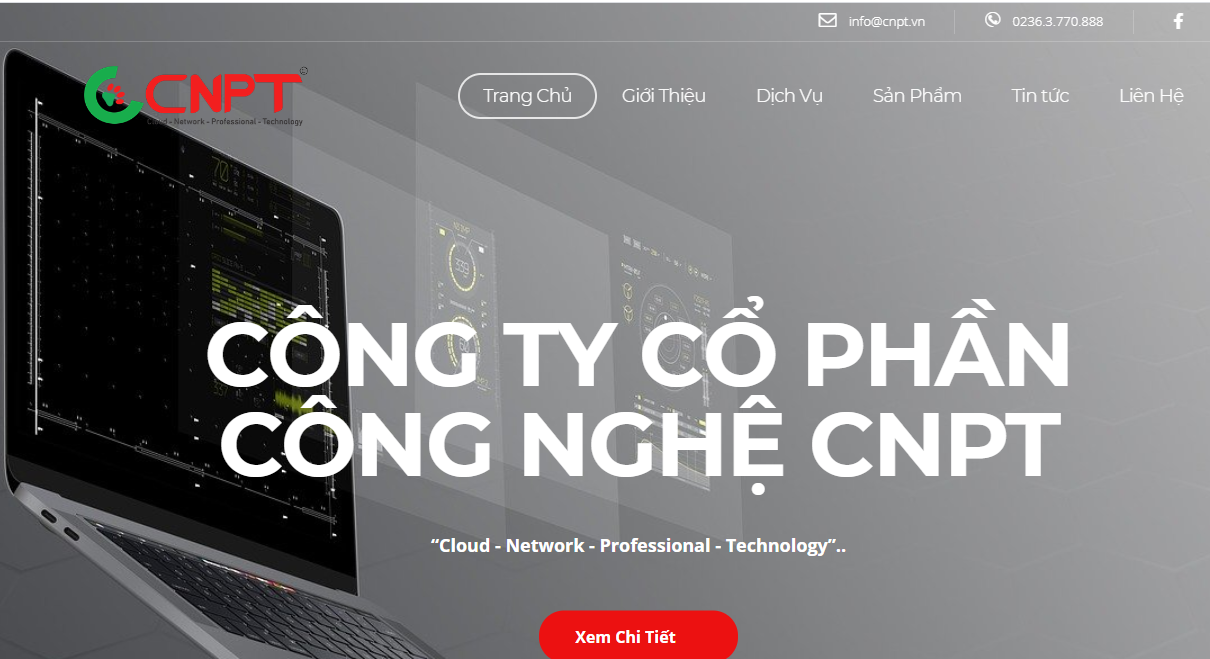 info@cnpt.vn
0236.3.770.888
CNPT
Cloud - Network - Professional - Technology
Trang Chủ
Giới Thiệu
Dịch Vụ
Sản Phẩm
Tin tức
Liên Hệ
CÔNG TY CỔ PHẦN
CÔNG NGHỆ CNPT
“Cloud - Network - Professional - Technology”..
Xem Chi Tiết